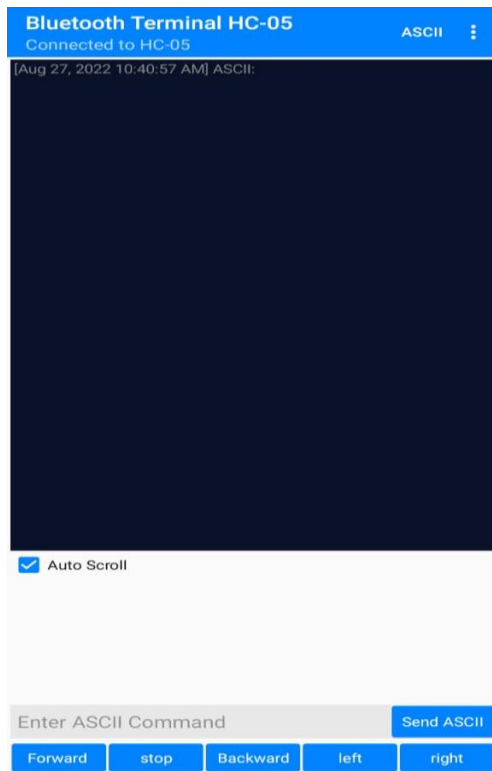 Bluetooth Terminal HC-05
Connected to HC-05
ASCII
[Aug 27, 2022 10:40:57 AM] ASCII:
Auto Scroll
Enter ASCII Command
Send ASCII
Forward stop Backward left right